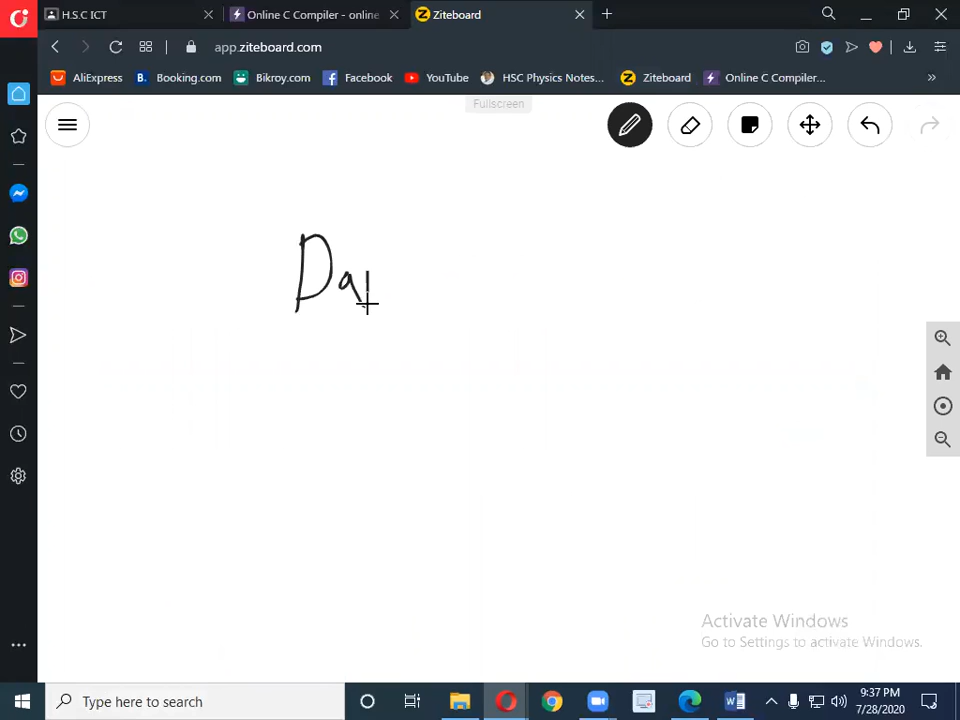 H.S.C ICT
Online C Compiler - online
Ziteboard
app.ziteboard.com
AliExpress
Booking.com
Bikroy.com
Facebook
YouTube
HSC Physics Notes...
Ziteboard
Online C Compiler...
Fullscreen
Da
Activate Windows
Go to Settings to activate Windows.
Type here to search
9:37 PM
7/28/2020